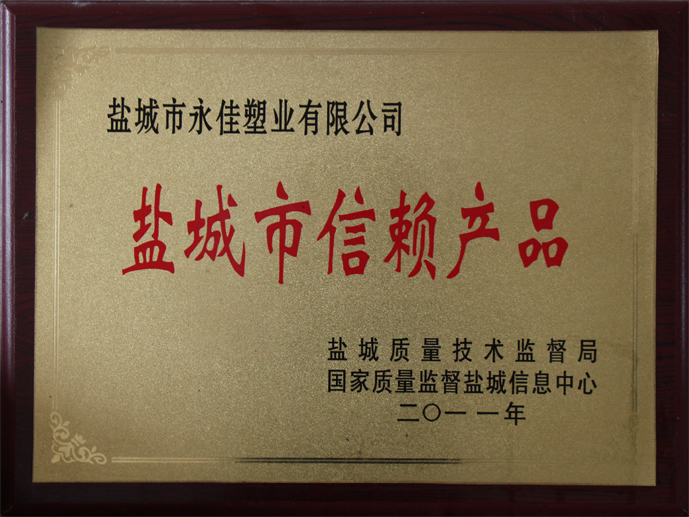 盐城市永佳塑业有限公司
盐城市信赖产品
盐城质量技术监督局
国家质量监督盐城信息中心
二〇一一年